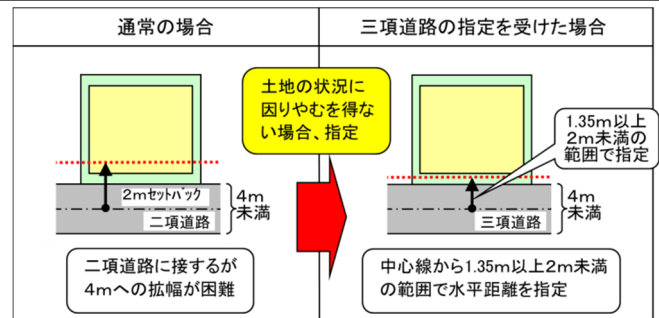 通常の場合
三項道路の指定を受けた場合
土地の状況に
因りやむを得な
い場合、指定
2mセットバック
二項道路
4m
未満
二項道路に接するが
4mへの拡幅が困難
1.35m以上
2m未満の
範囲で指定
三項道路
4m
未満
中心線から1.35m以上2m未満
の範囲で水平距離を指定